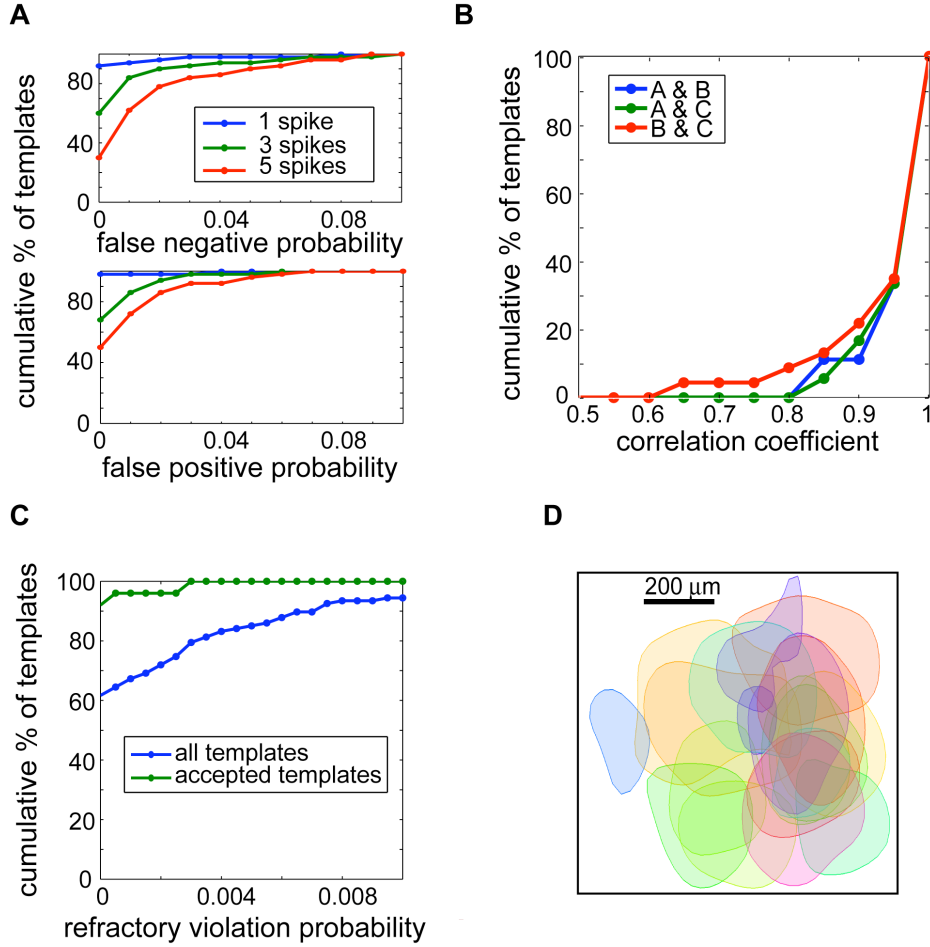 A
cumulative % of templates
80
40
0
1 spike
3 spikes
5 spikes
0 0.04 0.08
false negative probability
80
40
0
0 0.04 0.08
false positive probability
B
cumulative % of templates
100
80
60
40
20
0
A & B
A & C
B & C
0.5 0.6 0.7 0.8 0.9 1
correlation coefficient
C
cumulative % of templates
100
80
60
40
20
0
all templates
accepted templates
0 0.004 0.008
refractory violation probability
D
200 μm